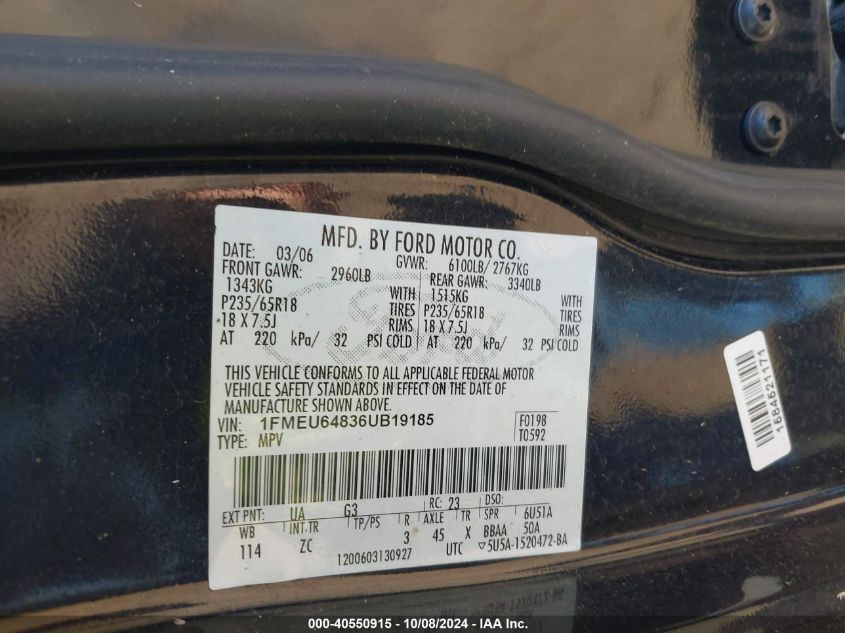 MFD. BY FORD MOTOR CO.
DATE: 03/06 GVWR: 6100LB/ 2767KG
FRONT GAWR: 2960LB REAR GAWR: 3340LB
1343KG WITH 1515KG WITH
P235/65R18 TIRES P235/65R18 TIRES
18 X 7.5J RIMS 18 X 7.5J RIMS
AT 220 kPa/ 32 PSI COLD AT 220 kPa/ 32 PSI COLD
THIS VEHICLE CONFORMS TO ALL APPLICABLE FEDERAL MOTOR
VEHICLE SAFETY STANDARDS IN EFFECT ON THE DATE OF
MANUFACTURE SHOWN ABOVE.
VIN: 1FMEU64836UB19185 F0198
TYPE: MPV T0592
EXT PNT: UA G3 RC: 23 DSO:
WB INT.TR TP/PS R AXLE TR SPR 6U51A
114 ZC 3 45 X BBAA 50A
1200603130927 UTC ▽5U5A-1520472-BA
1684621171
000-40550915 - 10/08/2024 - IAA Inc.